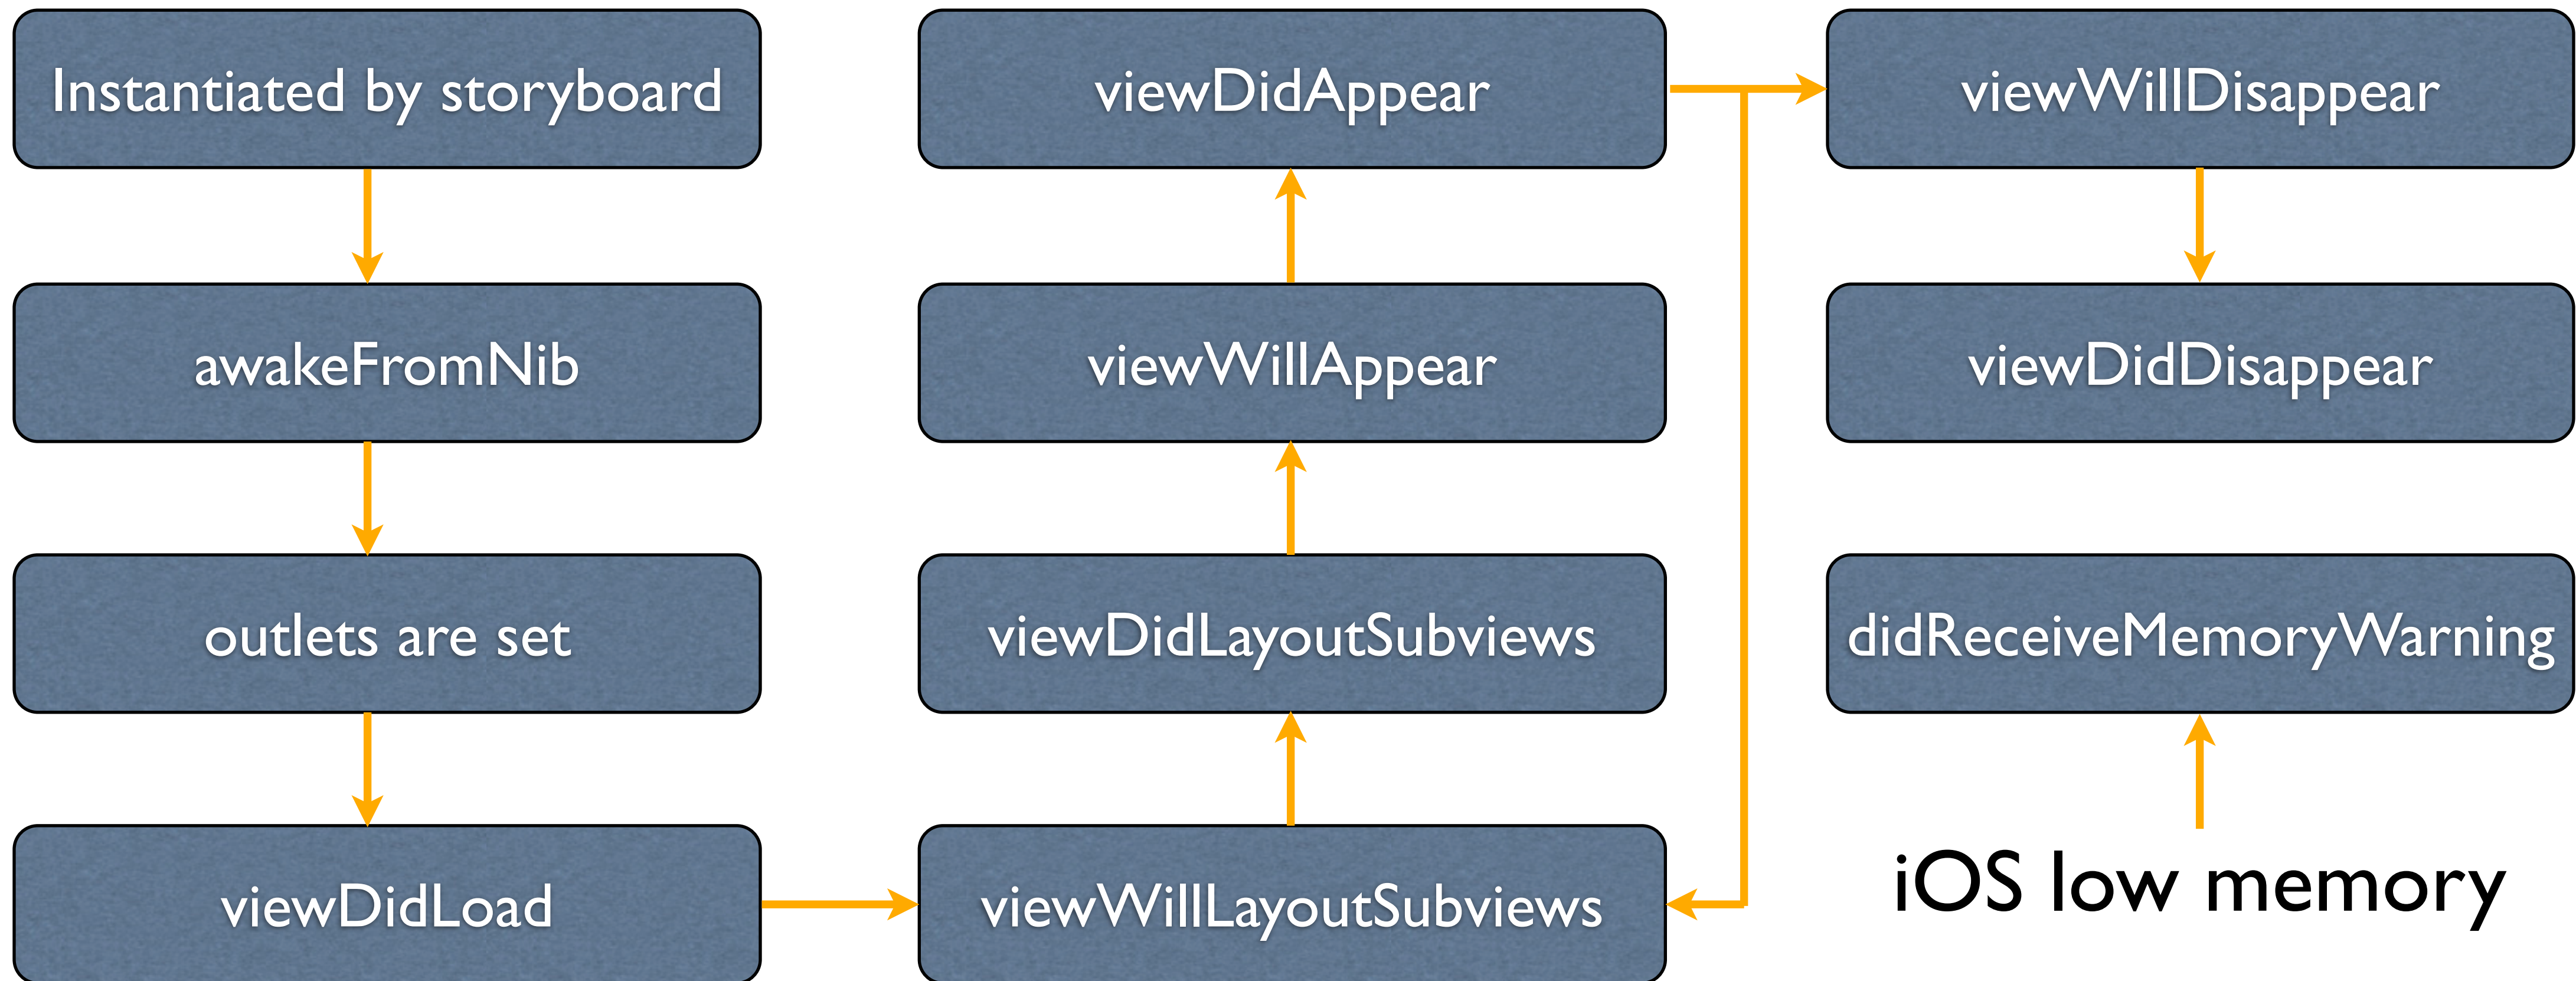 Instantiated by storyboard
awakeFromNib
outlets are set
viewDidLoad
viewDidAppear
viewWillAppear
viewDidLayoutSubviews
viewWillLayoutSubviews
viewWillDisappear
viewDidDisappear
didReceiveMemoryWarning
iOS low memory